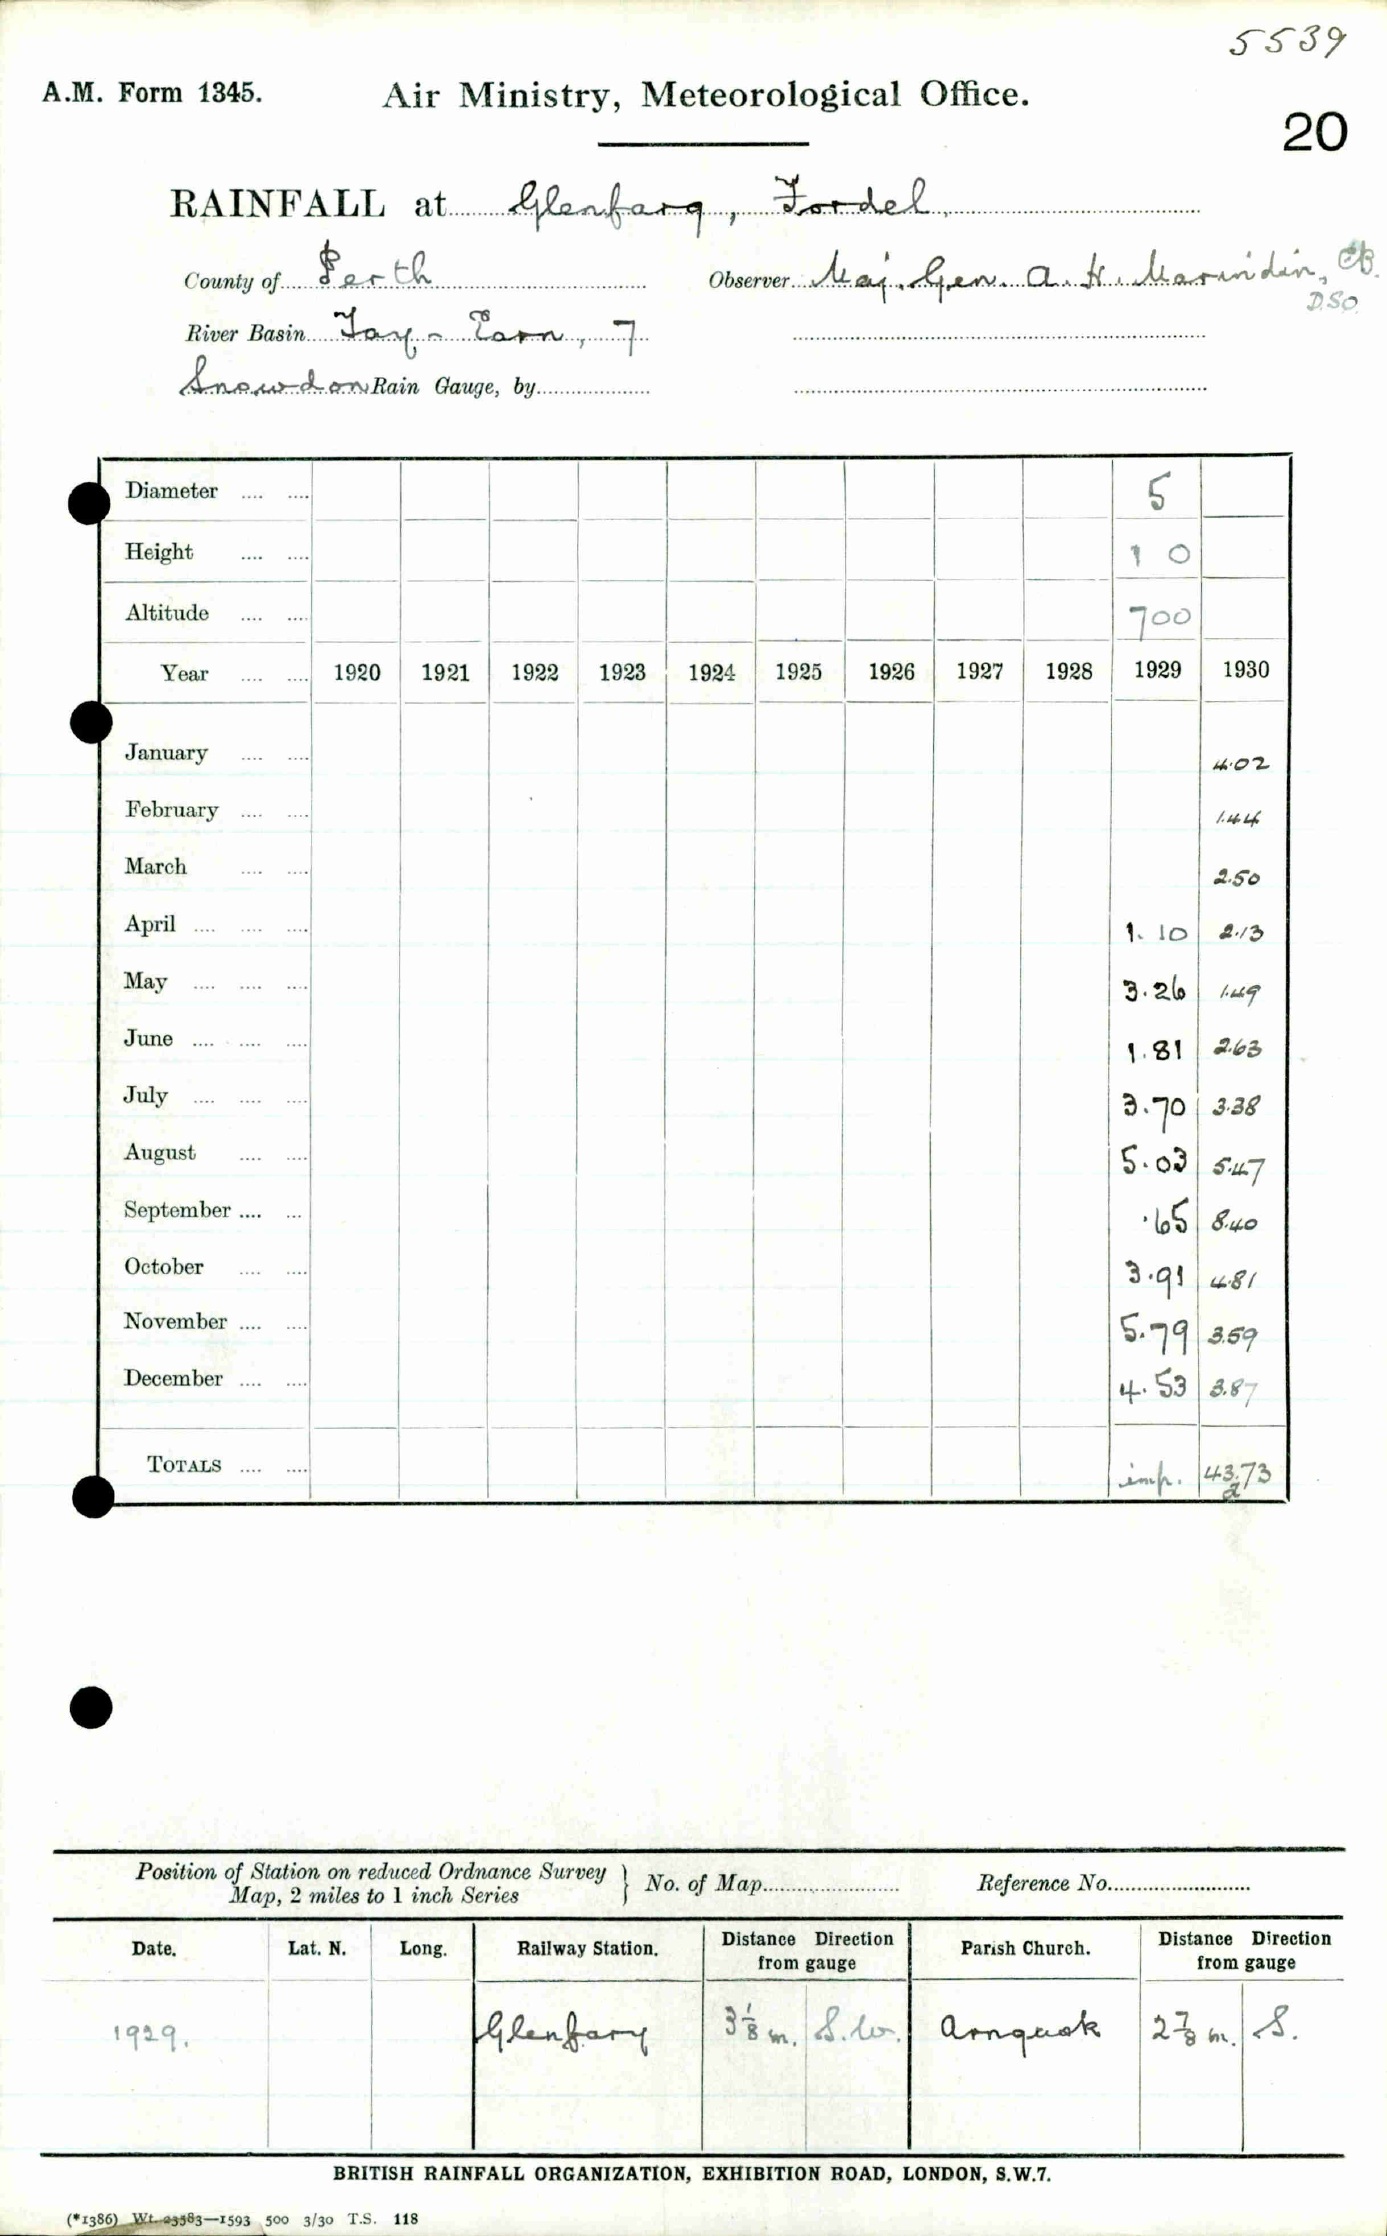 5539
A.M. Form 1345. Air Ministry, Meteorological Office.
20
RAINFALL at Glenfarg, Fordel.
County of Perth Observer Maj. Gen. A. H. Marindin, CB.
DSO
River Basin Tay - Earn, 7
Snowdon Rain Gauge, by
Diameter .... .... 5
Height .... .... 1 0
Altitude .... .... 700
Year .... .... 1920 1921 1922 1923 1924 1925 1926 1927 1928 1929 1930
January .... .... 4.02
February .... .... 1.44
March .... .... 2.50
April .... .... .... 1.10 2.13
May .... .... .... 3.26 1.49
June .... .... .... 1.81 2.63
July .... .... .... 3.70 3.38
August .... .... 5.03 5.47
September .... .... .65 8.40
October .... .... 3.91 4.81
November .... .... 5.79 3.59
December .... .... 4.53 3.87
TOTALS .... .... imp. 43.73
Position of Station on reduced Ordnance Survey
Map, 2 miles to 1 inch Series } No. of Map Reference No.
Date. Lat. N. Long. Railway Station. Distance Direction from gauge Parish Church. Distance Direction from gauge
1929. Glenfarg 3 1/8 m. S.W. Arnquok 2 7/8 m. S.
BRITISH RAINFALL ORGANIZATION, EXHIBITION ROAD, LONDON, S.W.7.
(*1386) Wt. 23583—1593 500 3/30 T.S. 118